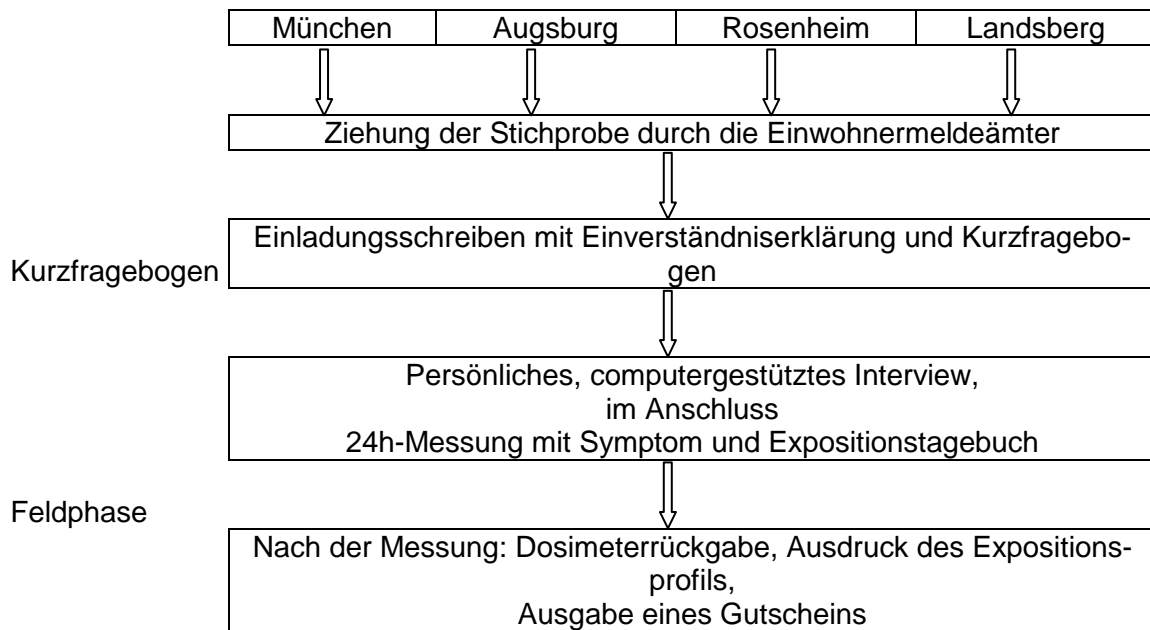 München Augsburg Rosenheim Landsberg
Ziehung der Stichprobe durch die Einwohnermeldeämter
Kurzfragebogen
Einladungsschreiben mit Einverständniserklärung und Kurzfragebo-
gen
Persönliches, computergestütztes Interview,
im Anschluss
24h-Messung mit Symptom und Expositionstagebuch
Feldphase
Nach der Messung: Dosimeterrückgabe, Ausdruck des Expositions-
profils,
Ausgabe eines Gutscheins